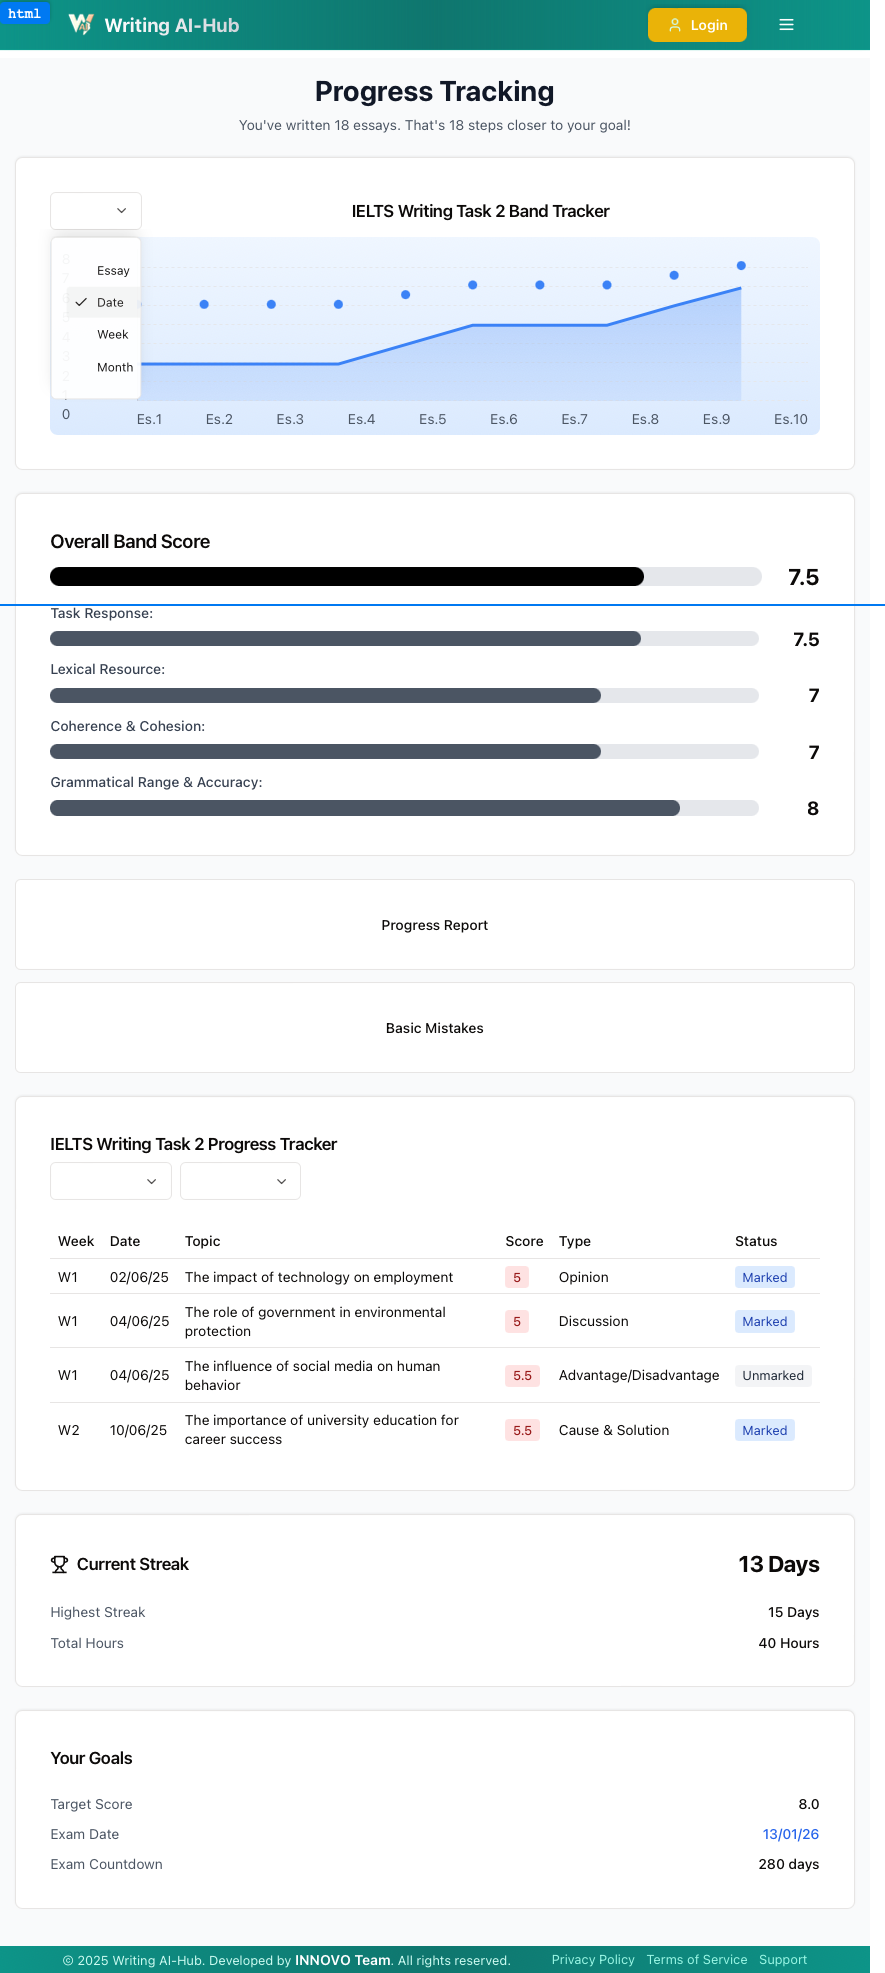 html
Writing AI-Hub
Login
Progress Tracking
You've written 18 essays. That's 18 steps closer to your goal!
IELTS Writing Task 2 Band Tracker
8
7
Essay
Date
Week
Month
4
3
2
0
Es.1 Es.2 Es.3 Es.4 Es.5 Es.6 Es.7 Es.8 Es.9 Es.10
Overall Band Score
7.5
Task Response:
7.5
Lexical Resource:
7
Coherence & Cohesion:
7
Grammatical Range & Accuracy:
8
Progress Report
Basic Mistakes
IELTS Writing Task 2 Progress Tracker
Week Date Topic Score Type Status
W1 02/06/25 The impact of technology on employment 5 Opinion Marked
W1 04/06/25 The role of government in environmental protection 5 Discussion Marked
W1 04/06/25 The influence of social media on human behavior 5.5 Advantage/Disadvantage Unmarked
W2 10/06/25 The importance of university education for career success 5.5 Cause & Solution Marked
Current Streak 13 Days
Highest Streak 15 Days
Total Hours 40 Hours
Your Goals
Target Score 8.0
Exam Date 13/01/26
Exam Countdown 280 days
© 2025 Writing AI-Hub. Developed by INNOVO Team. All rights reserved. Privacy Policy Terms of Service Support